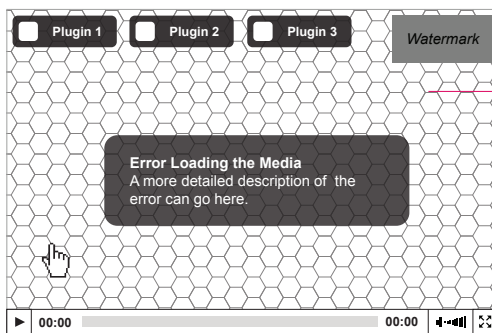 Plugin 1
Plugin 2
Plugin 3
Watermark
Error Loading the Media
A more detailed description of the
error can go here.
00:00
00:00